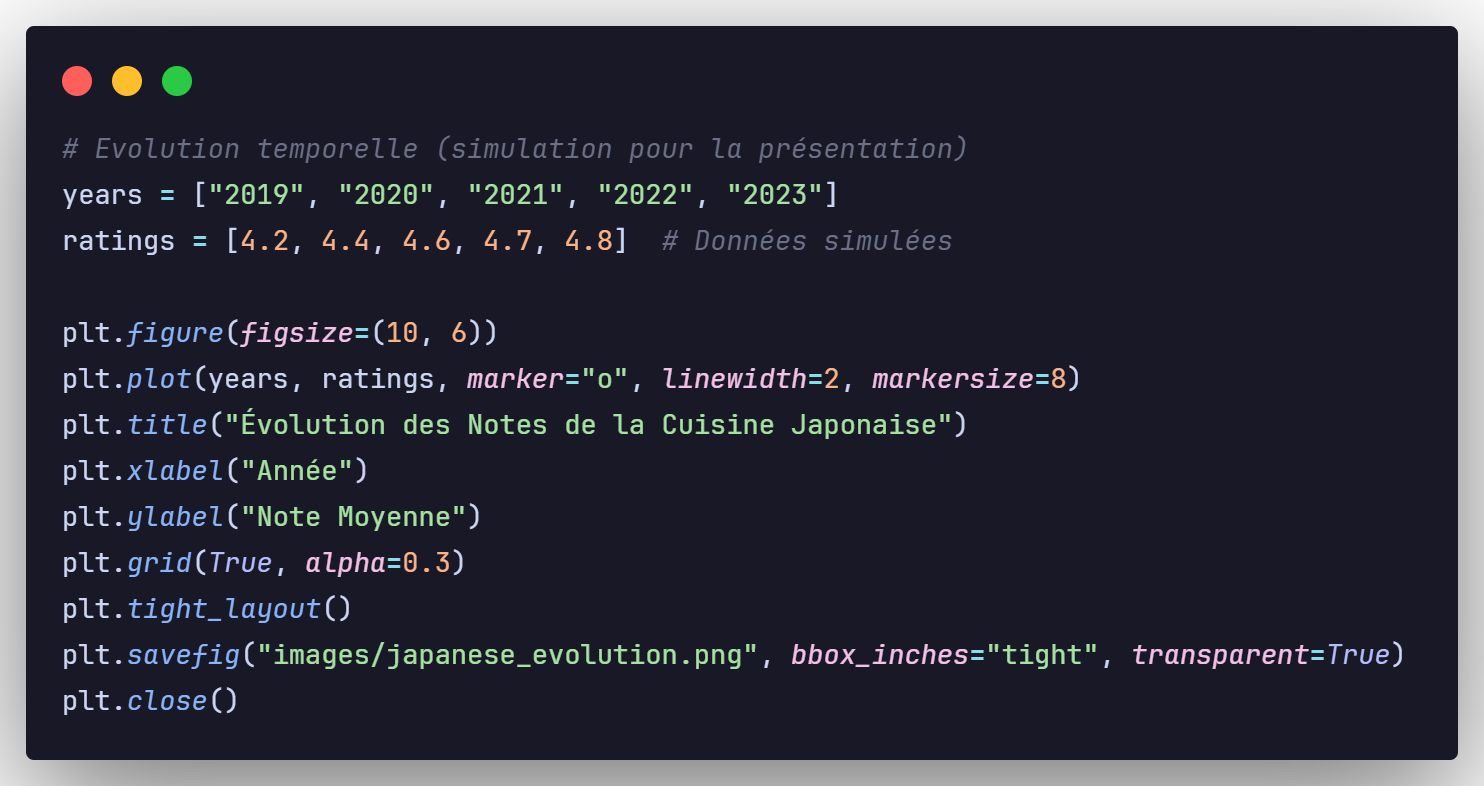 # Evolution temporelle (simulation pour la présentation)
years = ["2019", "2020", "2021", "2022", "2023"]
ratings = [4.2, 4.4, 4.6, 4.7, 4.8]  # Données simulées
plt.figure(figsize=(10, 6))
plt.plot(years, ratings, marker="o", linewidth=2, markersize=8)
plt.title("Évolution des Notes de la Cuisine Japonaise")
plt.xlabel("Année")
plt.ylabel("Note Moyenne")
plt.grid(True, alpha=0.3)
plt.tight_layout()
plt.savefig("images/japanese_evolution.png", bbox_inches="tight", transparent=True)
plt.close()